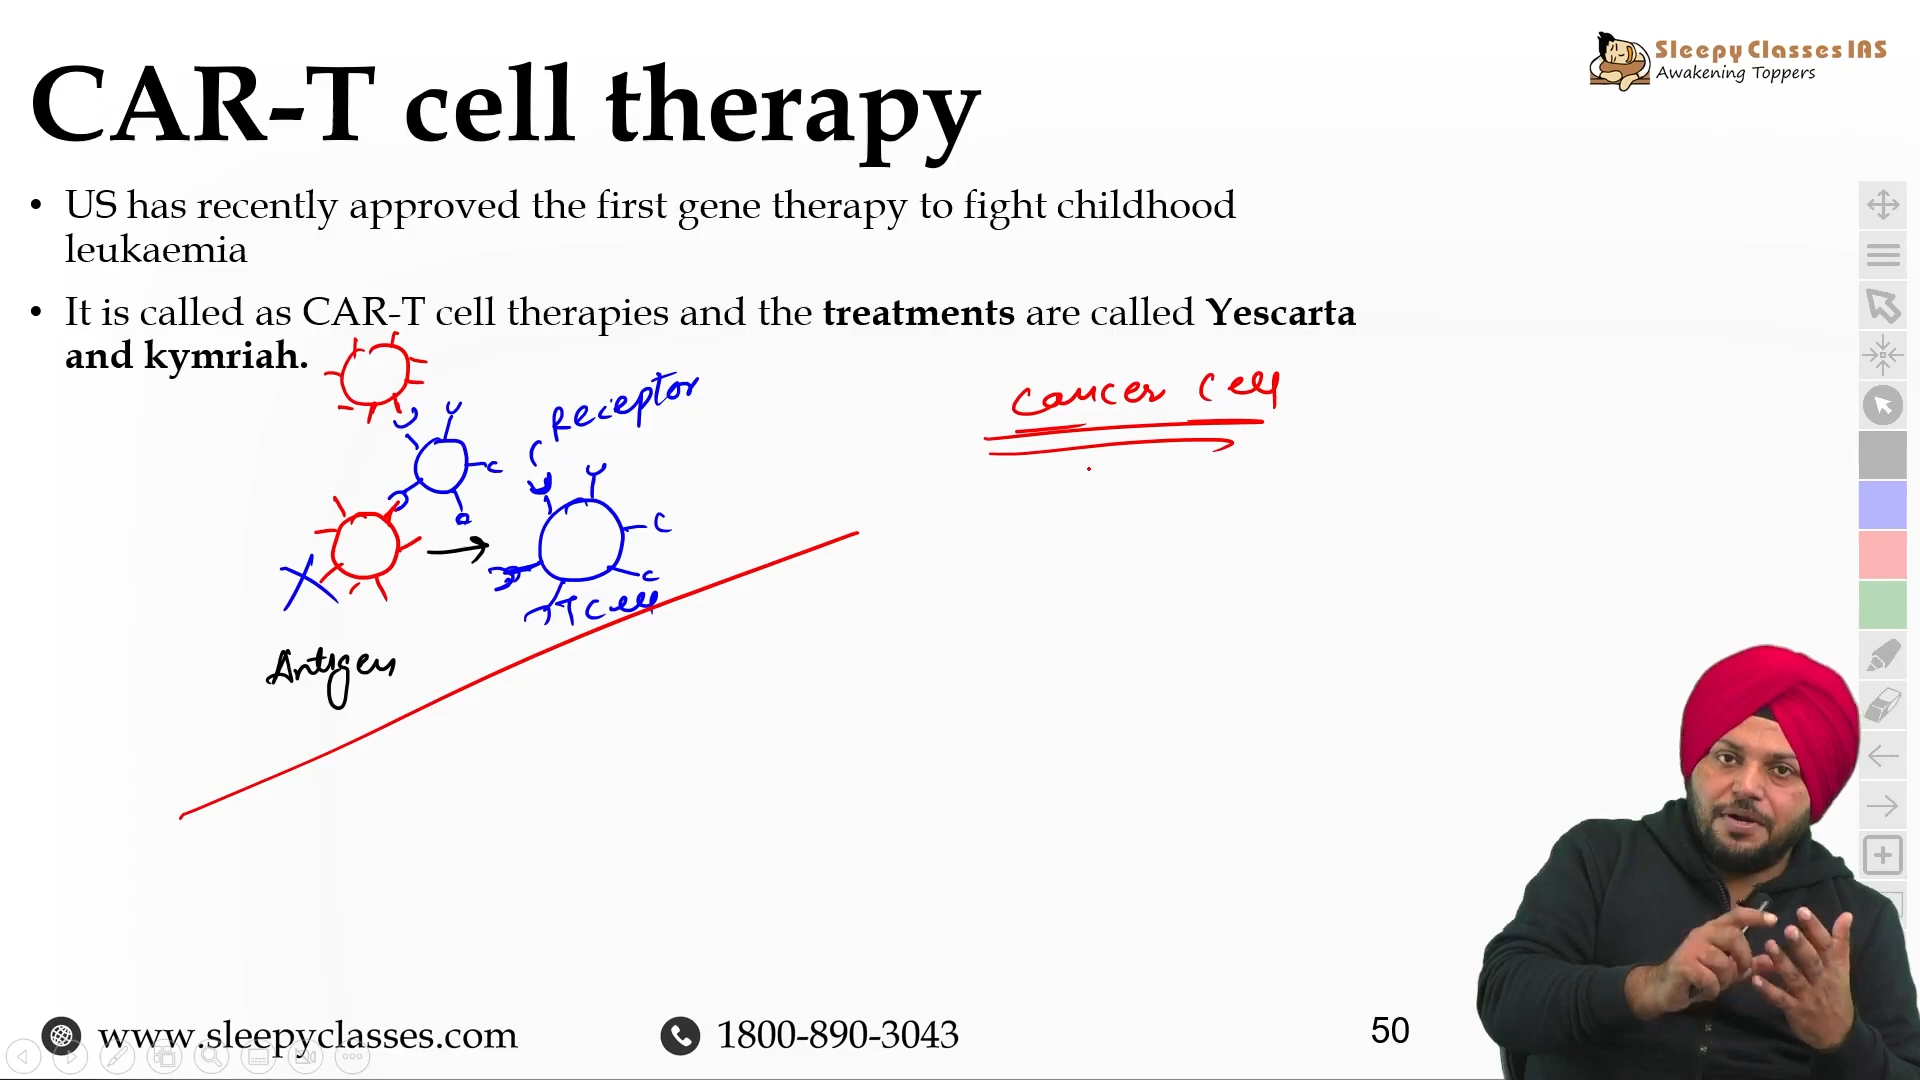 Sleepy Classes IAS
Awakening Toppers
CAR-T cell therapy
• US has recently approved the first gene therapy to fight childhood
leukaemia
• It is called as CAR-T cell therapies and the treatments are called Yescarta
and kymriah.
Receptor
Cancer Cell
T Cell
Antigen
www.sleepyclasses.com
1800-890-3043
50